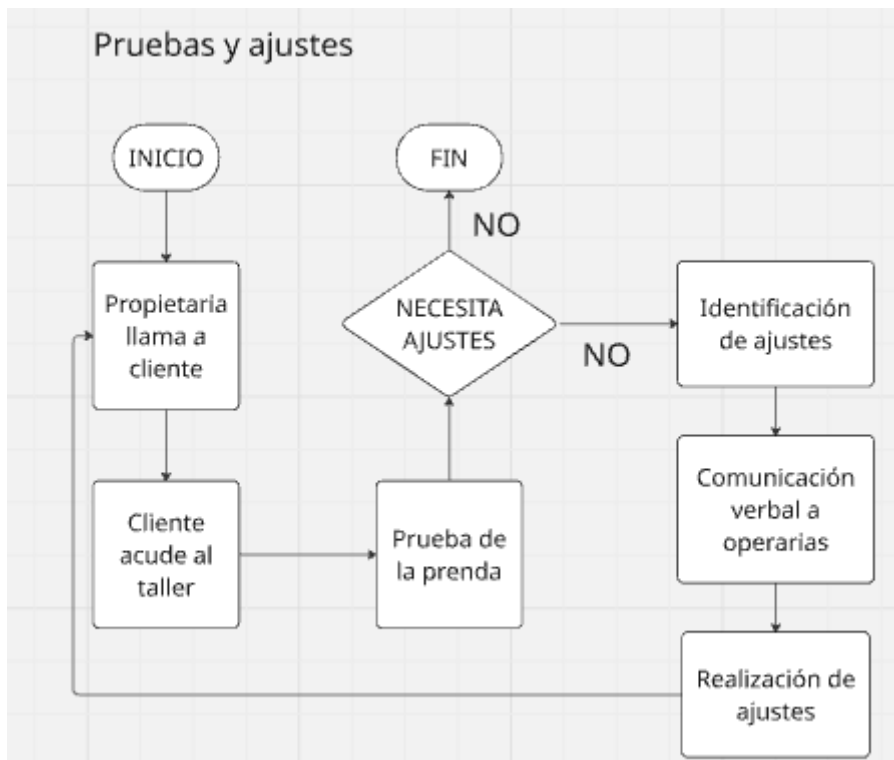 Pruebas y ajustes
INICIO
Propietaria
llama a
cliente
Cliente
acude al
taller
Prueba de
la prenda
NECESITA
AJUSTES
NO
FIN
NO
Identificación
de ajustes
Comunicación
verbal a
operarias
Realización de
ajustes